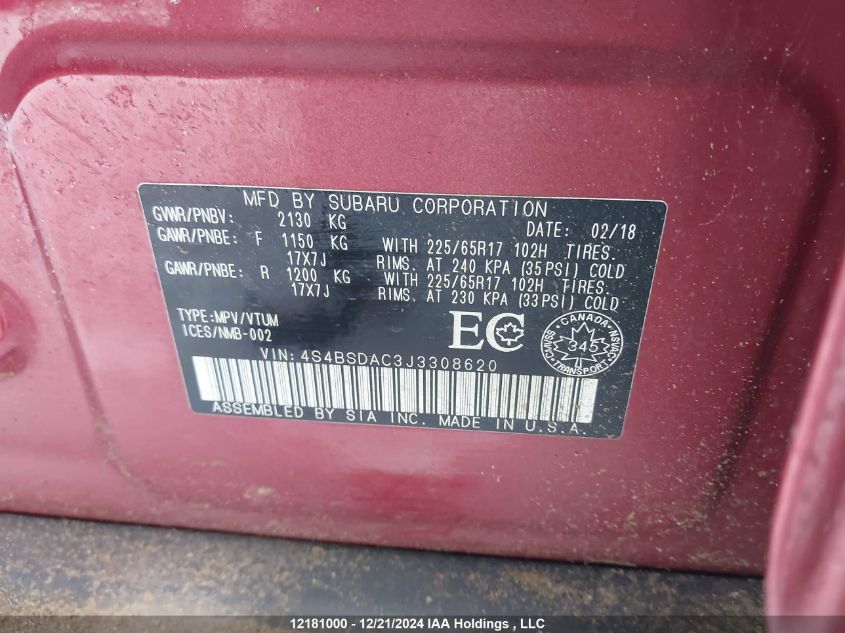 MFD BY SUBARU CORPORATION
GVWR/PNBV: 2130 KG DATE: 02/18
GAWR/PNBE: F 1150 KG WITH 225/65R17 102H TIRES.
17X7J RIMS. AT 240 KPA (35PSI) COLD
GAWR/PNBE: R 1200 KG WITH 225/65R17 102H TIRES.
17X7J RIMS. AT 230 KPA (33PSI) COLD
TYPE:MPV/VTUM
ICES/NMB-002
EC
CANADA
345
TRANSPORT
NSVAC
CVSS
VIN: 4S4BSDAC3J3308620
ASSEMBLED BY SIA INC. MADE IN U.S.A.
12181000 - 12/21/2024 IAA Holdings , LLC